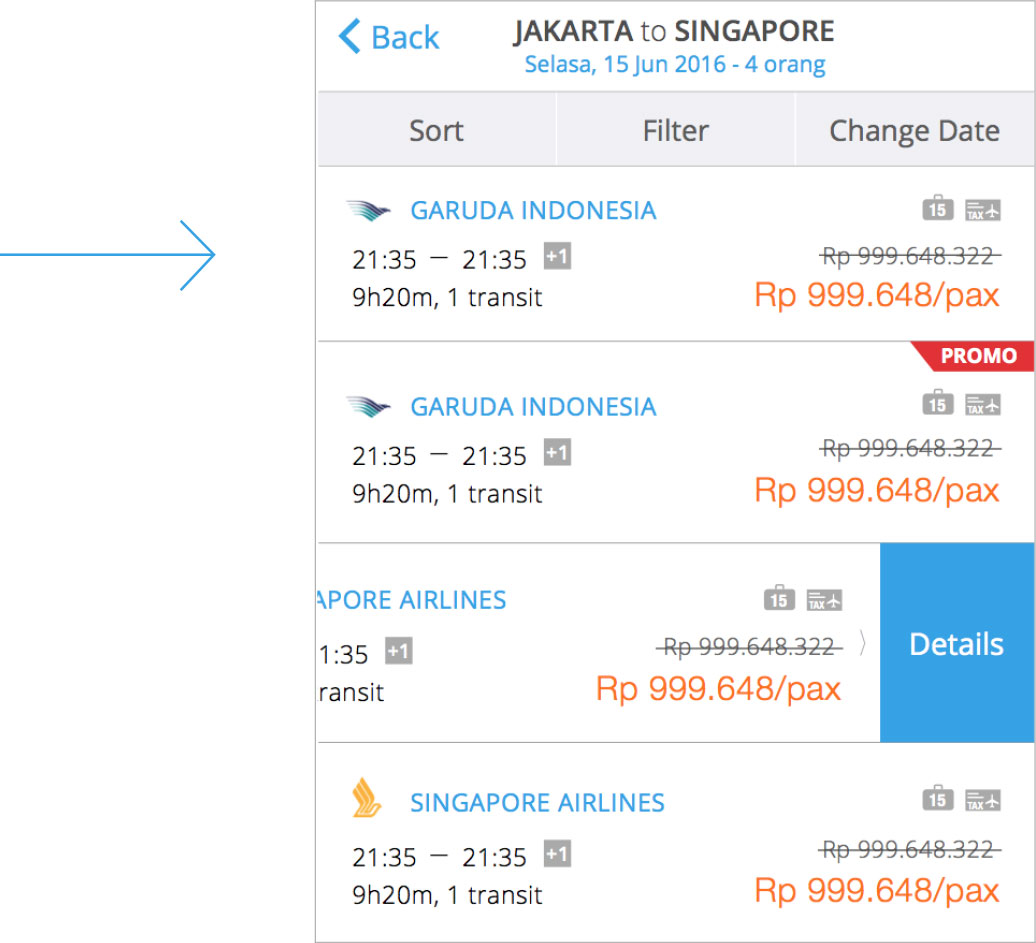 Back
JAKARTA to SINGAPORE
Selasa, 15 Jun 2016 - 4 orang
Sort Filter Change Date
GARUDA INDONESIA 15 TAX
21:35 — 21:35 +1 Rp 999.648.322
9h20m, 1 transit Rp 999.648/pax
PROMO
GARUDA INDONESIA 15 TAX
21:35 — 21:35 +1 Rp 999.648.322
9h20m, 1 transit Rp 999.648/pax
APORE AIRLINES 15 TAX
1:35 +1 Rp 999.648.322 Details
ransit Rp 999.648/pax
SINGAPORE AIRLINES 15 TAX
21:35 — 21:35 +1 Rp 999.648.322
9h20m, 1 transit Rp 999.648/pax